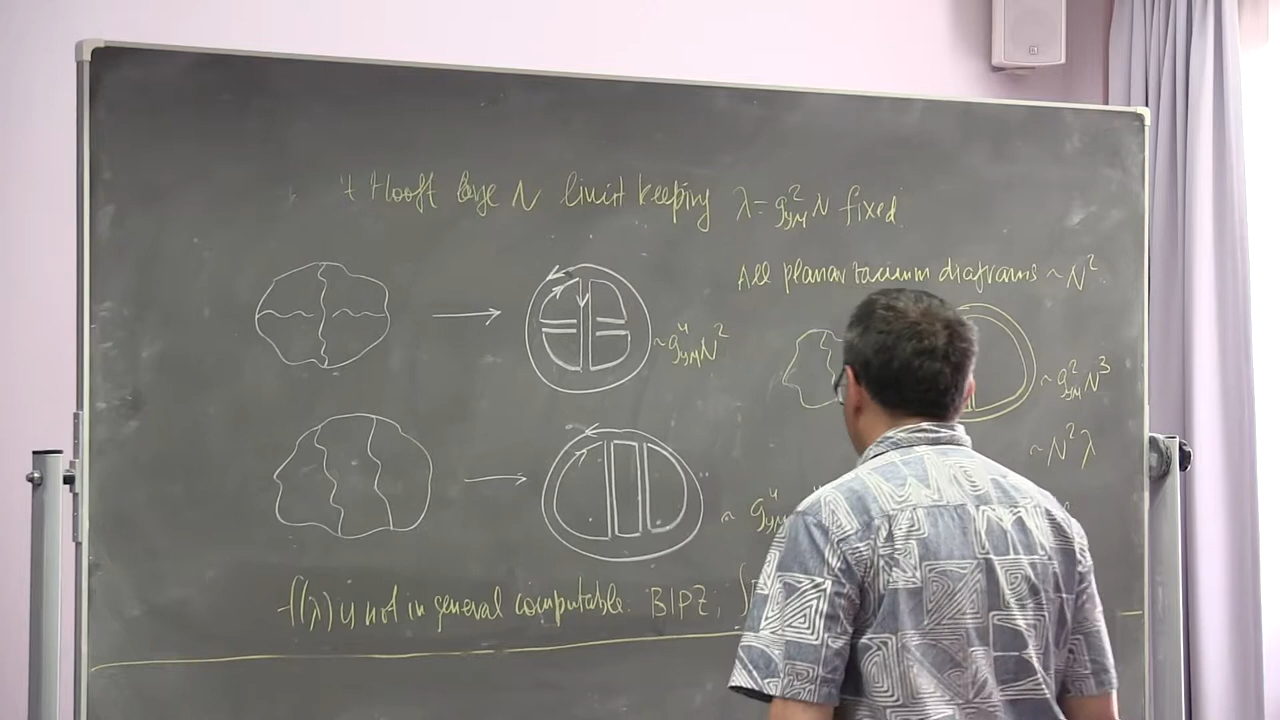 't Hooft large N limit keeping λ = g²_YM N fixed
All planar vacuum diagrams ~ N²
~ g⁴_YM N²
~ g²_YM N³
~ N² λ
~ g⁴_YM
f(λ) is not in general computable. BIPZ; ∫